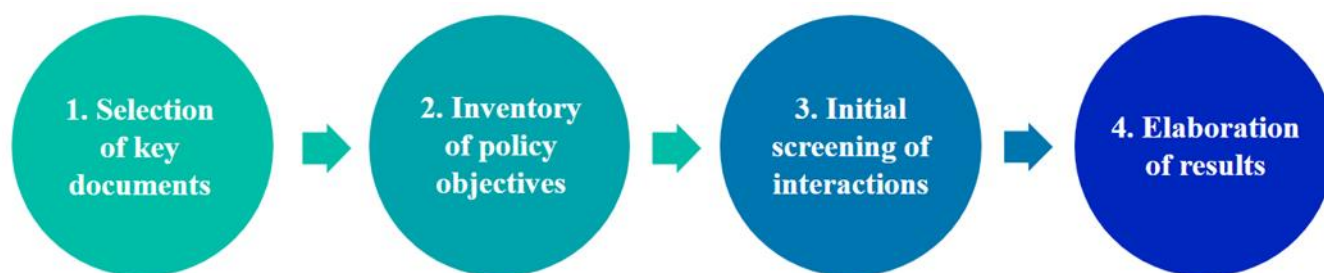 1. Selection
of key
documents
2. Inventory
of policy
objectives
3. Initial
screening of
interactions
4. Elaboration
of results